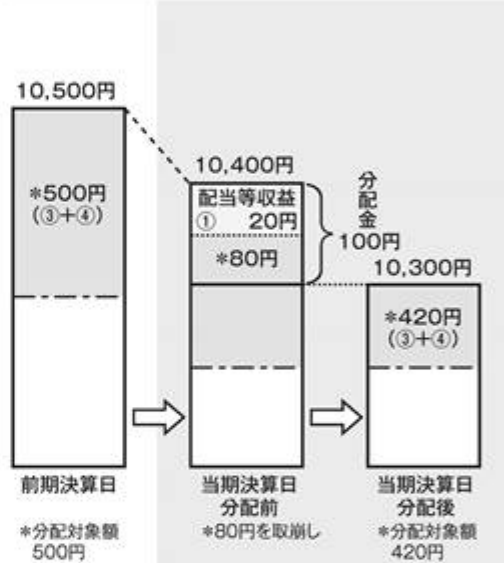 10,500円
*500円
(③+④)
10,400円
配当等収益
① 20円
*80円
分配金
100円
10,300円
*420円
(③+④)
前期決算日
*分配対象額
500円
当期決算日
分配前
*80円を取崩し
当期決算日
分配後
*分配対象額
420円